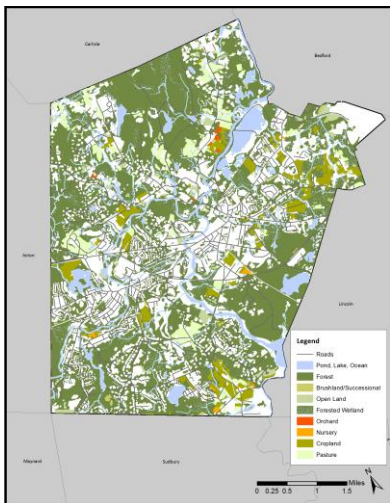 Carlisle
Bedford
Acton
Lincoln
Legend
Roads
Pond, Lake, Ocean
Forest
Brushland/Successional
Open Land
Forested Wetland
Orchard
Nursery
Cropland
Pasture
Maynard
Sudbury
Miles
0 0.25 0.5 1 1.5